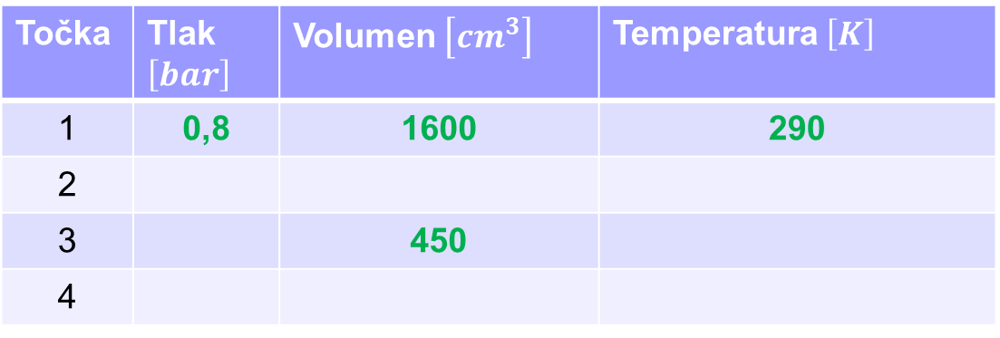 Točka Tlak [bar] Volumen [cm³] Temperatura [K]
1 0,8 1600 290
2
3 450
4